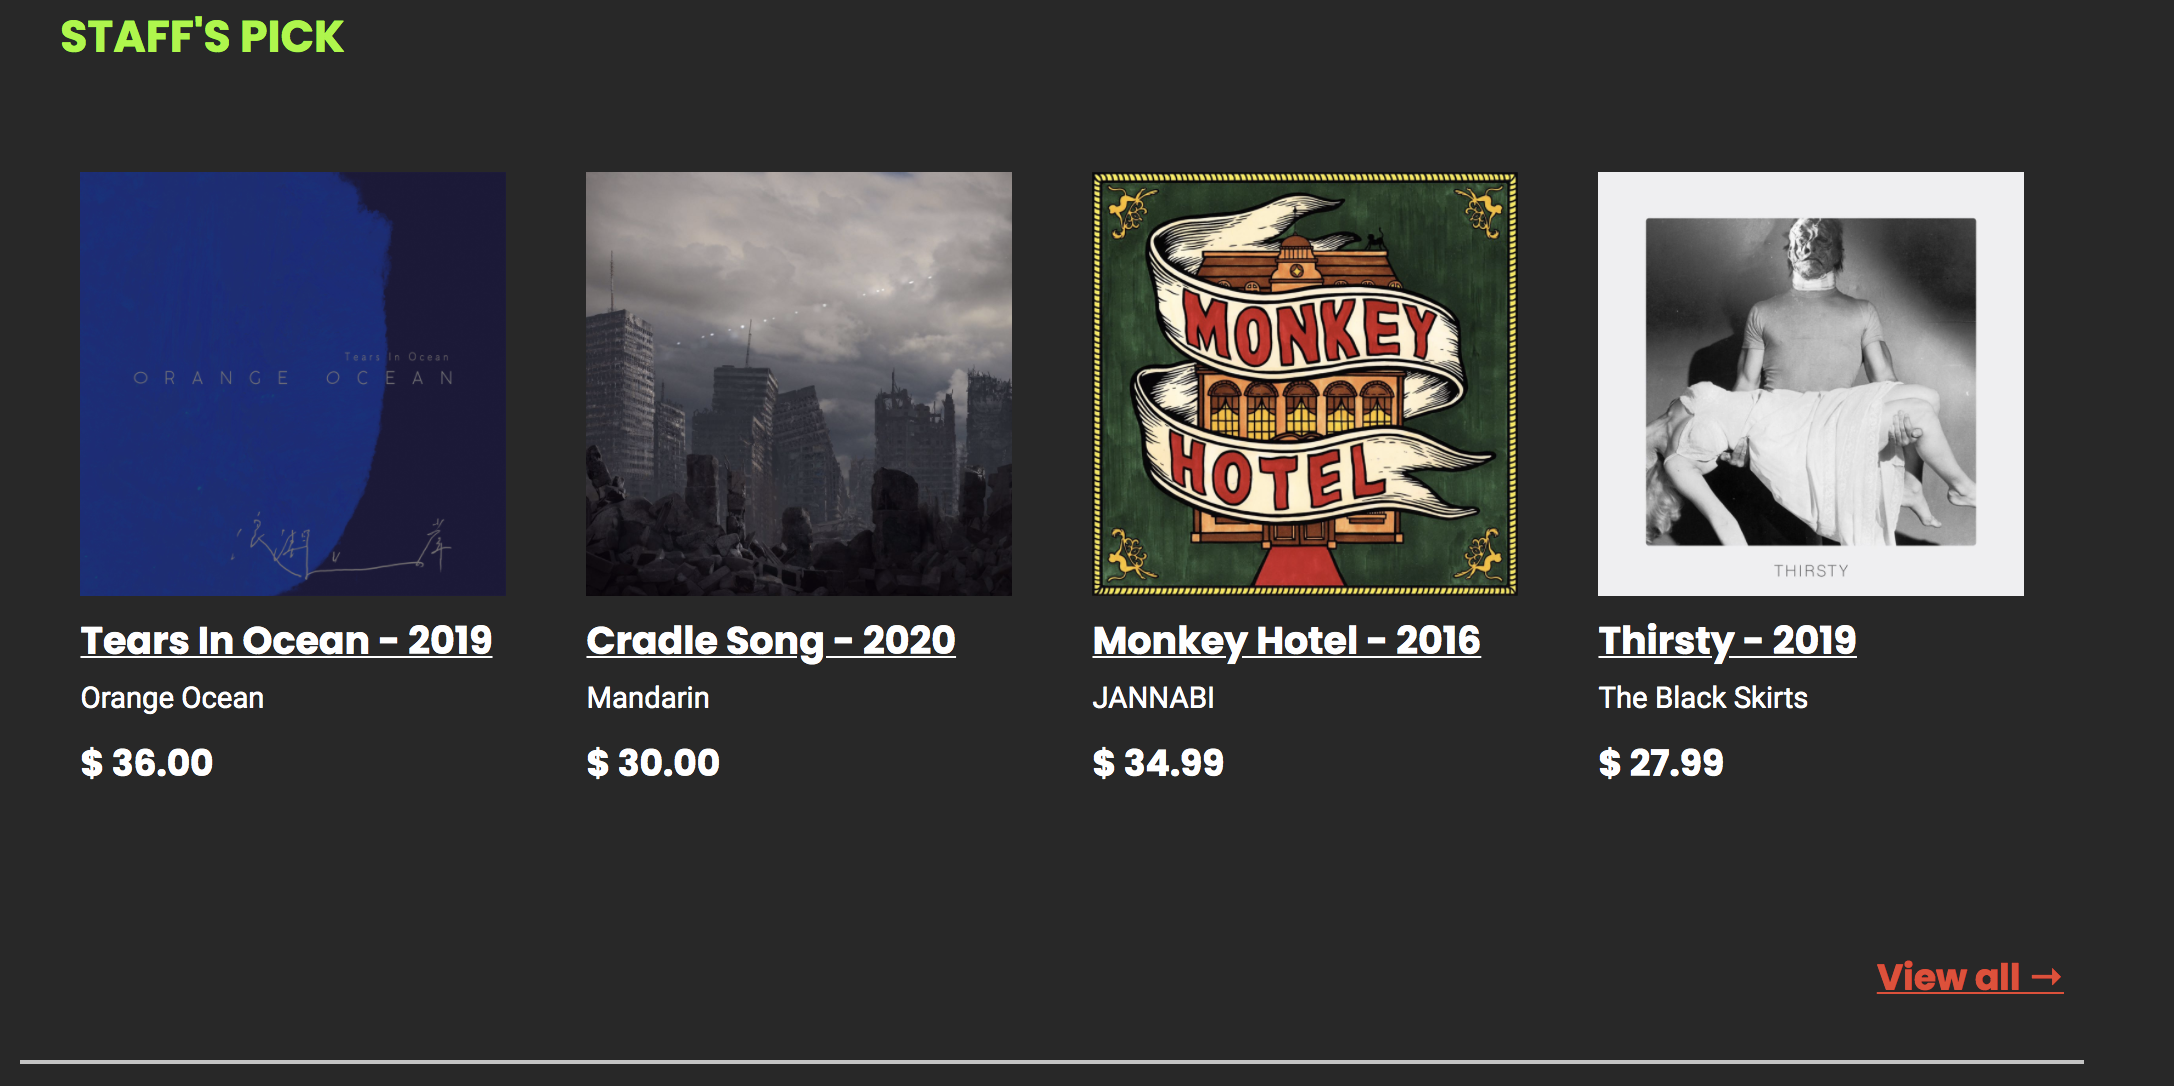 STAFF'S PICK
Tears In Ocean
ORANGE OCEAN
MONKEY
HOTEL
THIRSTY
Tears In Ocean - 2019
Orange Ocean
$ 36.00
Cradle Song - 2020
Mandarin
$ 30.00
Monkey Hotel - 2016
JANNABI
$ 34.99
Thirsty - 2019
The Black Skirts
$ 27.99
View all →